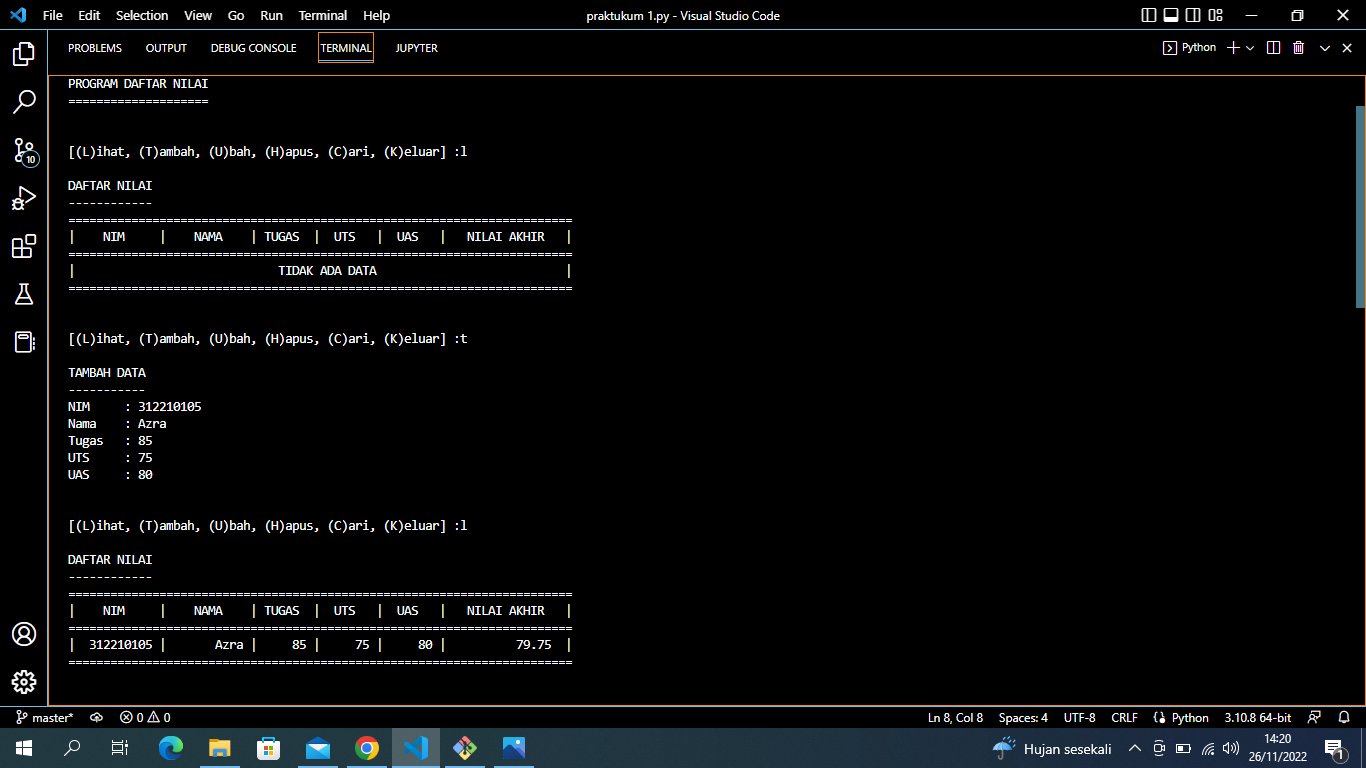 File Edit Selection View Go Run Terminal Help praktukum 1.py - Visual Studio Code
PROBLEMS OUTPUT DEBUG CONSOLE TERMINAL JUPYTER Python
PROGRAM DAFTAR NILAI
====================
[(L)ihat, (T)ambah, (U)bah, (H)apus, (C)ari, (K)eluar] :l
DAFTAR NILAI
------------
========================================================================
|    NIM     |    NAMA    | TUGAS  |  UTS   |  UAS   |   NILAI AKHIR   |
========================================================================
|                             TIDAK ADA DATA                           |
========================================================================
[(L)ihat, (T)ambah, (U)bah, (H)apus, (C)ari, (K)eluar] :t
TAMBAH DATA
-----------
NIM     : 312210105
Nama    : Azra
Tugas   : 85
UTS     : 75
UAS     : 80
[(L)ihat, (T)ambah, (U)bah, (H)apus, (C)ari, (K)eluar] :l
DAFTAR NILAI
------------
========================================================================
|    NIM     |    NAMA    | TUGAS  |  UTS   |  UAS   |   NILAI AKHIR   |
========================================================================
|  312210105 |       Azra |     85 |     75 |     80 |          79.75  |
========================================================================
10
master* 0 0 Ln 8, Col 8 Spaces: 4 UTF-8 CRLF Python 3.10.8 64-bit
Hujan sesekali 14:20
26/11/2022 1